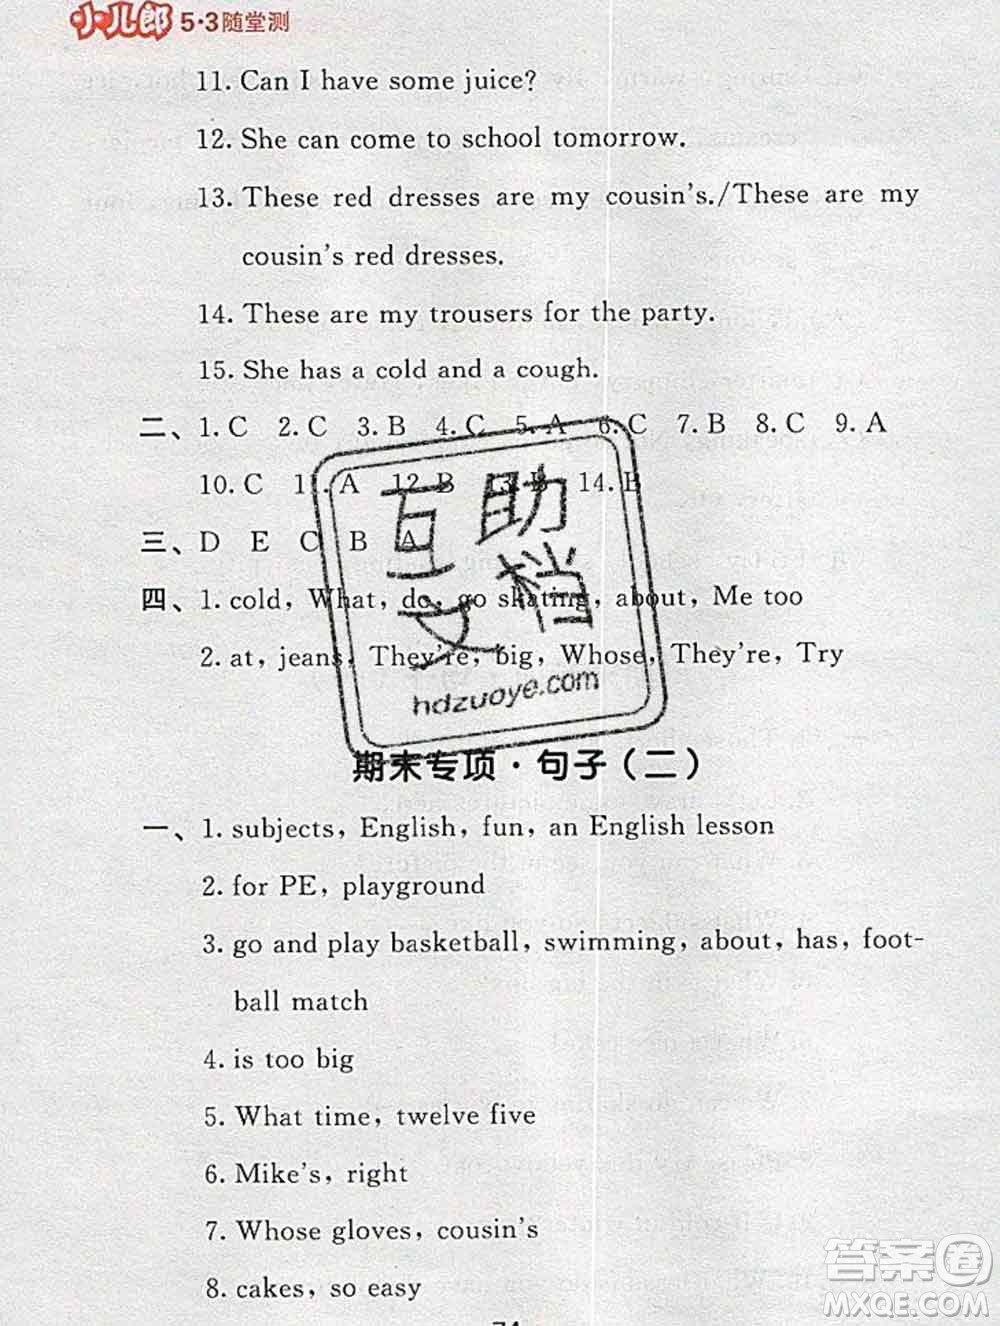 小儿郎 5·3随堂测
11. Can I have some juice?
12. She can come to school tomorrow.
13. These red dresses are my cousin's./These are my
cousin's red dresses.
14. These are my trousers for the party.
15. She has a cold and a cough.
二、1. C 2. C 3. B 4. C 5. A 6. C 7. B 8. C 9. A
10. C 11. A 12. B 13. B 14. B
三、D E C B A
四、1. cold, What, do, go skating, about, Me too
2. at, jeans, They're, big, Whose, They're, Try
互助
文档
hdzuoye.com
期末专项·句子(二)
一、1. subjects, English, fun, an English lesson
2. for PE, playground
3. go and play basketball, swimming, about, has, foot-
ball match
4. is too big
5. What time, twelve five
6. Mike's, right
7. Whose gloves, cousin's
8. cakes, so easy
答案圈
MXQE.COM
74